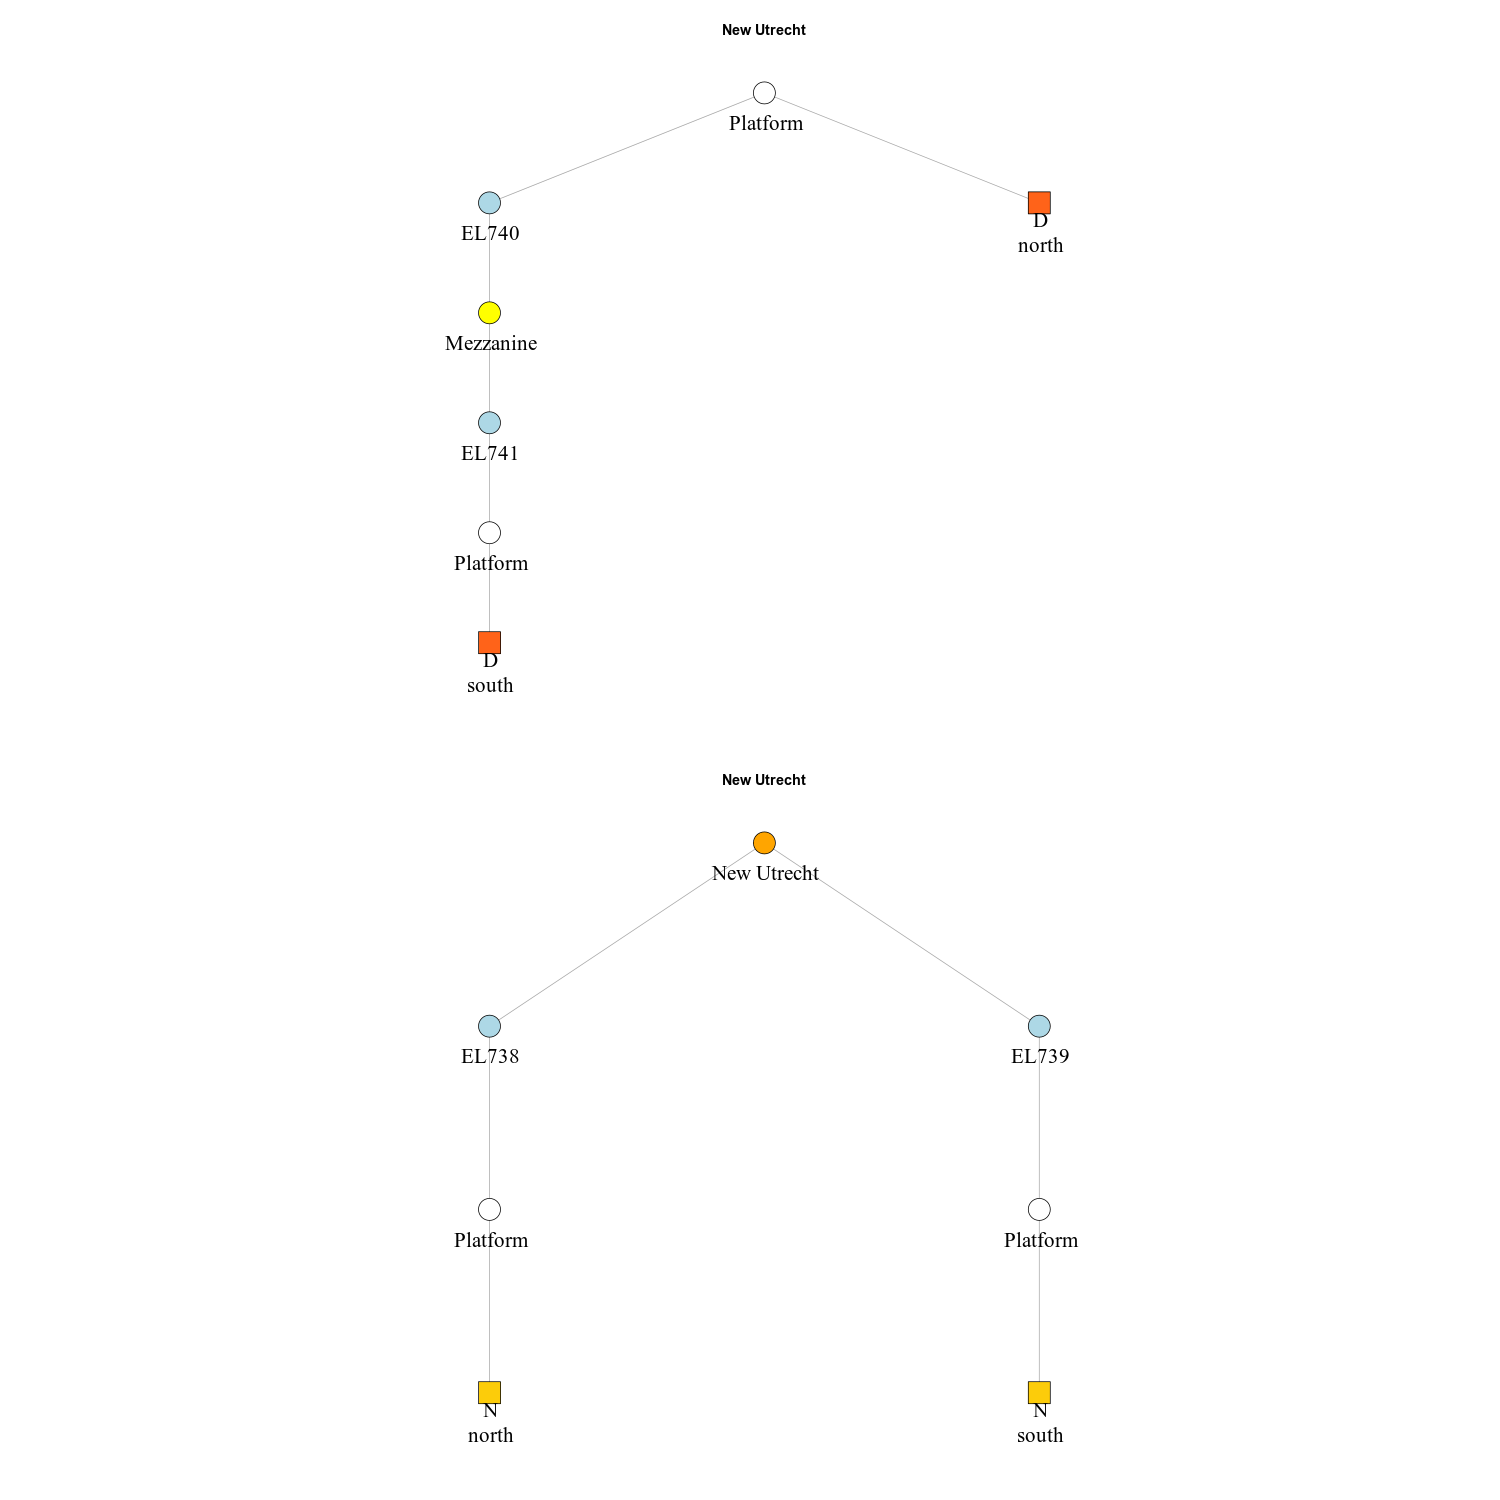 New Utrecht
Platform
EL740
D
north
Mezzanine
EL741
Platform
D
south
New Utrecht
New Utrecht
EL738
EL739
Platform
Platform
N
north
N
south